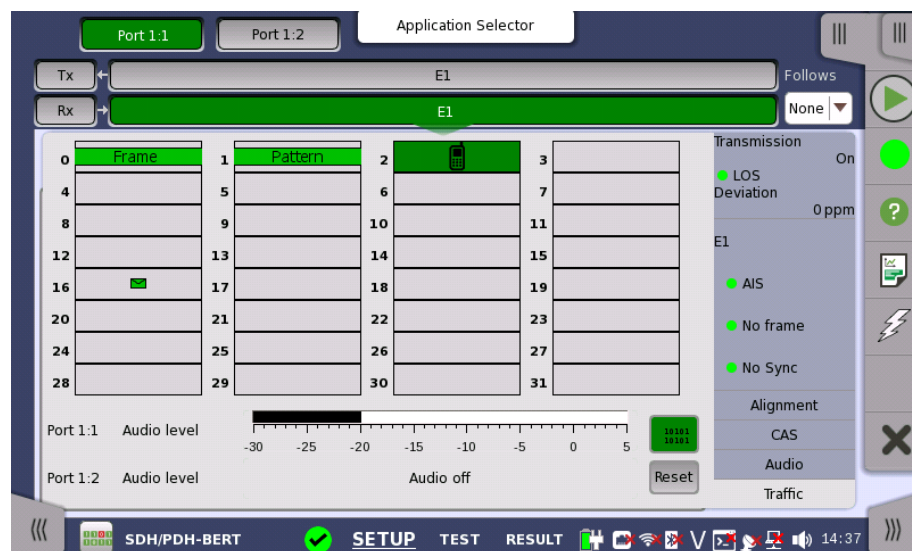 Application Selector
Port 1:1 Port 1:2
Tx E1 Follows
Rx E1 None
0 Frame 1 Pattern 2 3
4 5 6 7
8 9 10 11
12 13 14 15
16 17 18 19
20 21 22 23
24 25 26 27
28 29 30 31
Transmission
On
LOS
Deviation
0 ppm
E1
AIS
No frame
No Sync
Alignment
CAS
Audio
Traffic
Port 1:1 Audio level
-30 -25 -20 -15 -10 -5 0 5
10101
10101
Port 1:2 Audio level Audio off Reset
SDH/PDH-BERT SETUP TEST RESULT 14:37